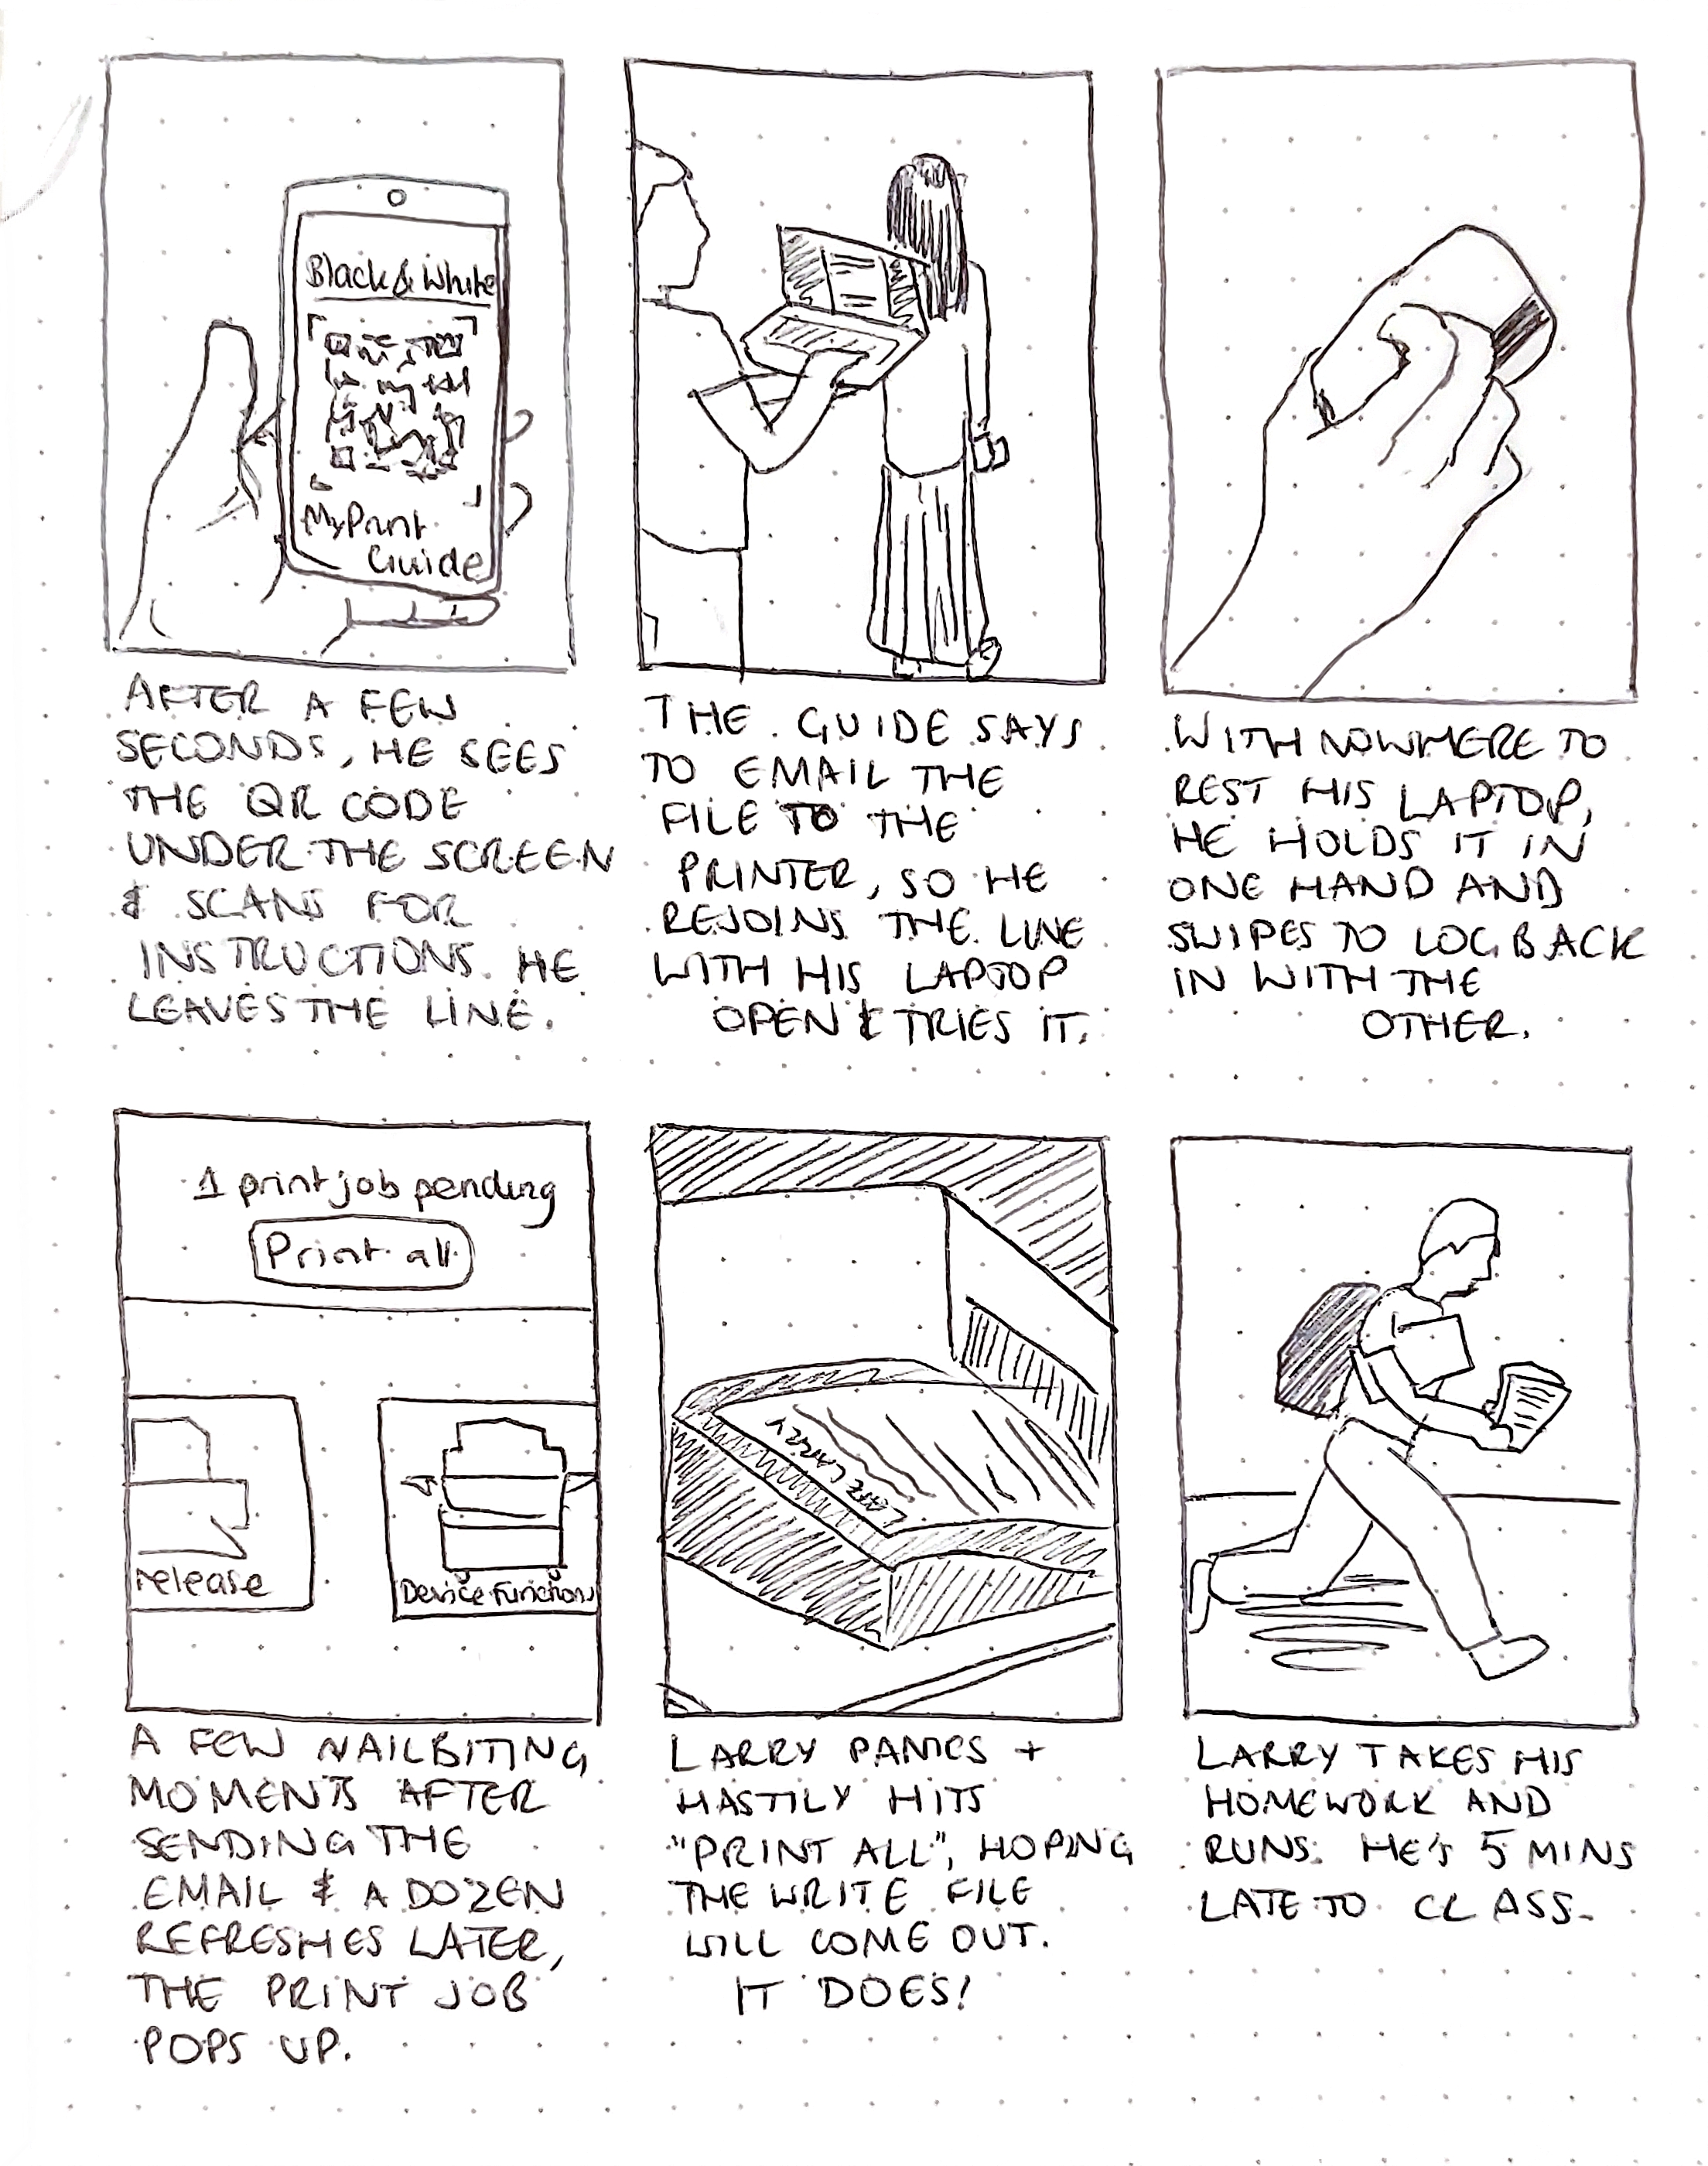 Black & White
MyPrint
Guide
AFTER A FEW
SECONDS, HE SEES
THE QR CODE
UNDER THE SCREEN
& SCANS FOR
INSTRUCTIONS. HE
LEAVES THE LINE.
THE GUIDE SAYS
TO EMAIL THE
FILE TO THE
PRINTER, SO HE
REJOINS THE LINE
WITH HIS LAPTOP
OPEN & TRIES IT.
WITH NOWHERE TO
REST HIS LAPTOP,
HE HOLDS IT IN
ONE HAND AND
SWIPES TO LOG BACK
IN WITH THE
OTHER.
1 print job pending
Print all
release
Device Functions
A FEW NAILBITING
MOMENTS AFTER
SENDING THE
EMAIL & A DOZEN
REFRESHES LATER,
THE PRINT JOB
POPS UP.
LATE LARRY
LARRY PANICS +
HASTILY HITS
"PRINT ALL", HOPING
THE WRITE FILE
WILL COME OUT.
IT DOES!
LARRY TAKES HIS
HOMEWORK AND
RUNS. HE'S 5 MINS
LATE TO CLASS.